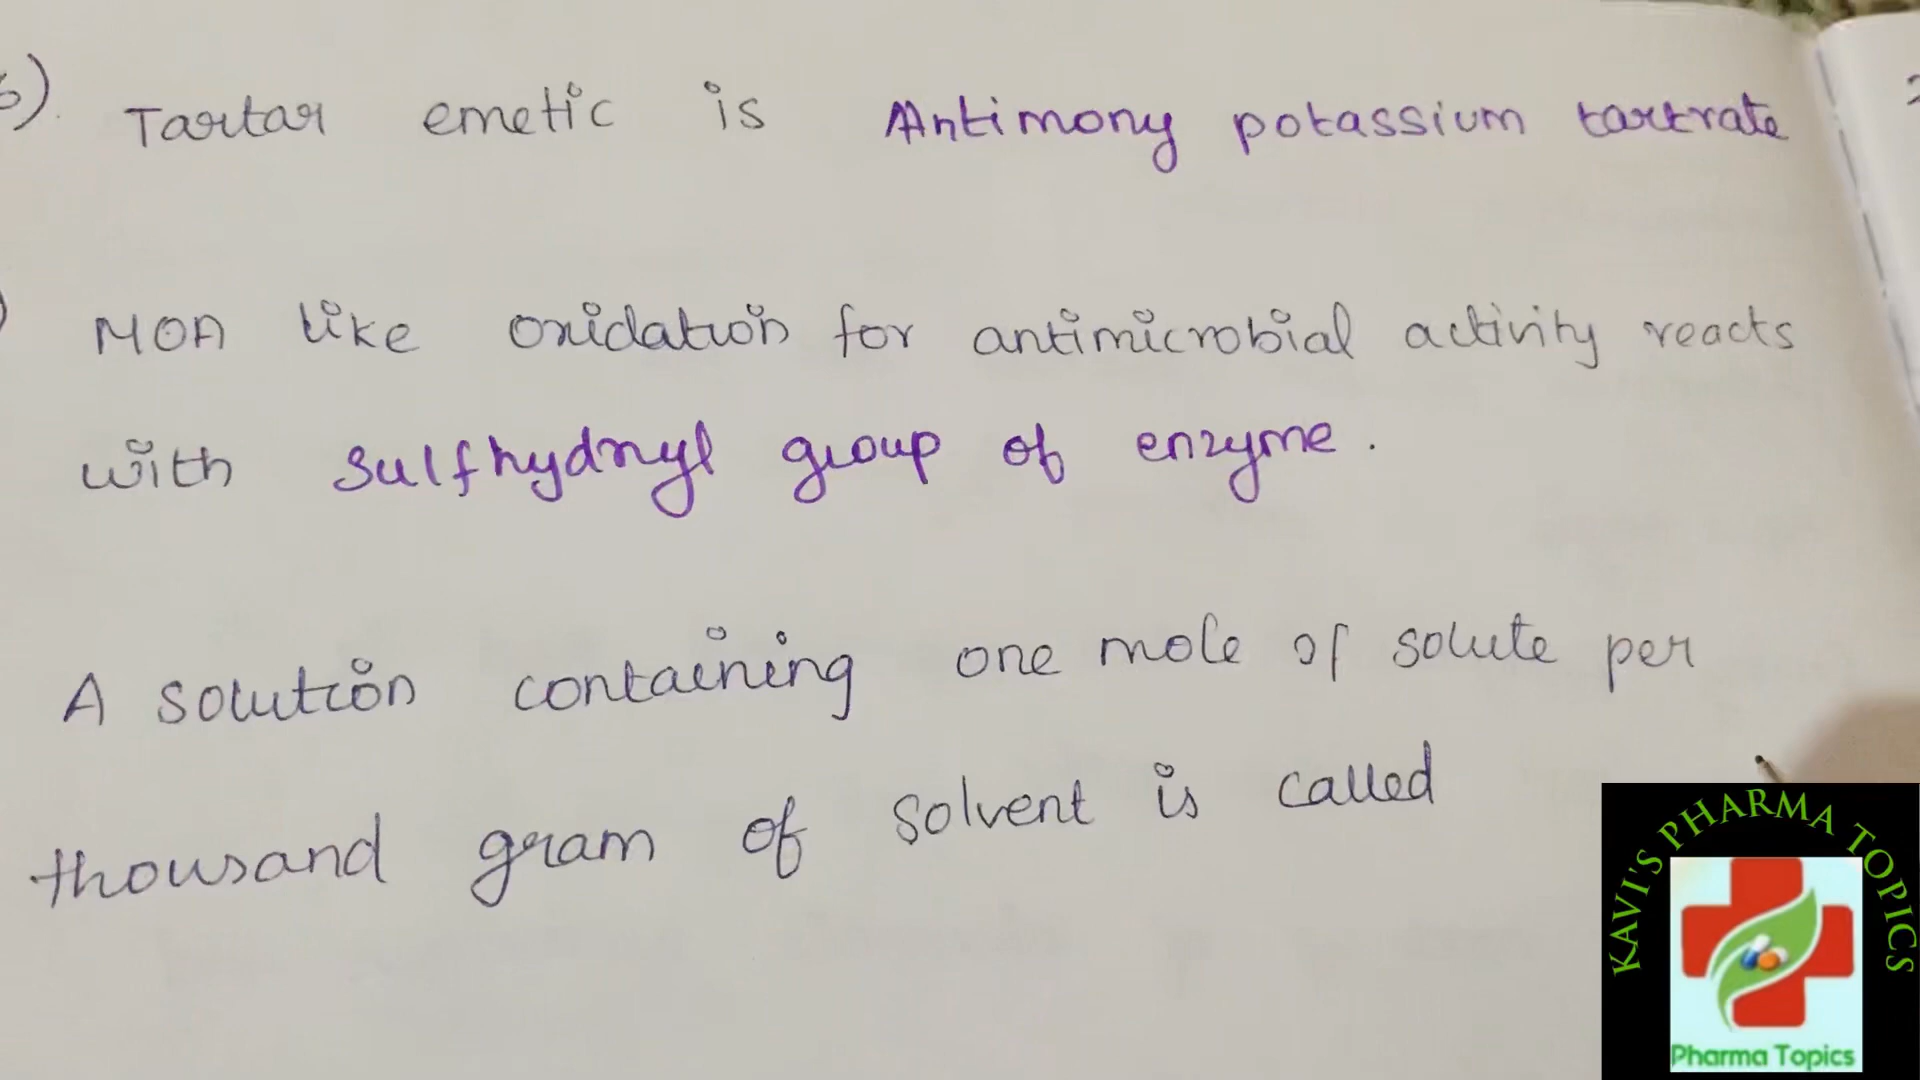 Tartar emetic is Antimony potassium tartrate
MOA like oxidation for antimicrobial activity reacts
with sulfhydryl group of enzyme.
A solution containing one mole of solute per
thousand gram of solvent is called
KAVI'S PHARMA TOPICS
Pharma Topics